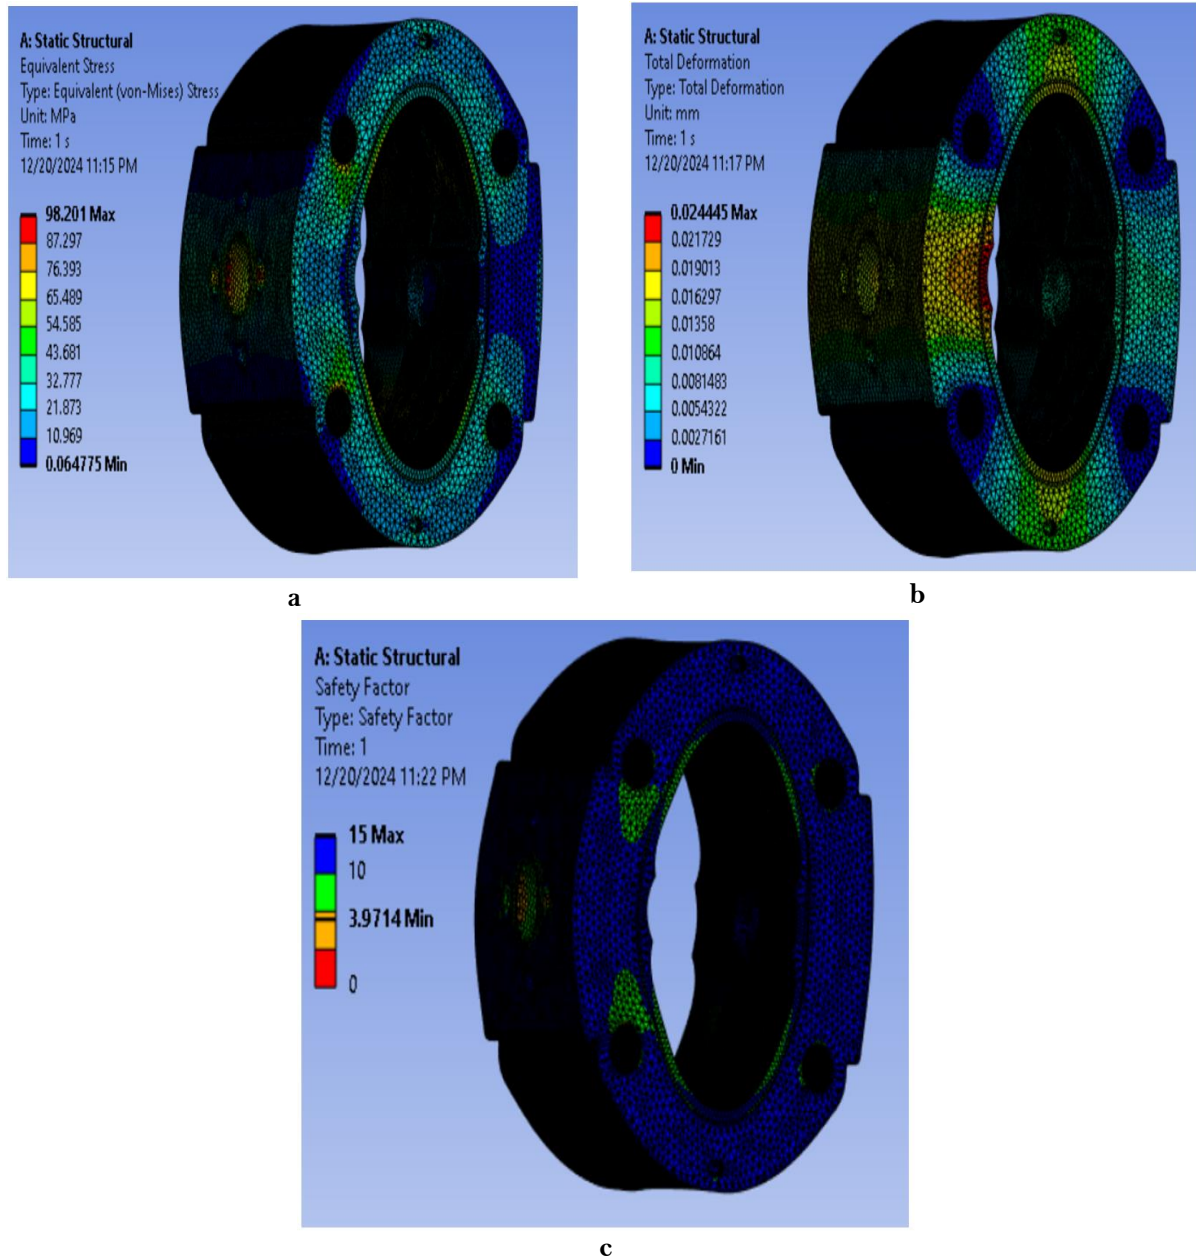 A: Static Structural
Equivalent Stress
Type: Equivalent (von-Mises) Stress
Unit: MPa
Time: 1 s
12/20/2024 11:15 PM
98.201 Max
87.297
76.393
65.489
54.585
43.681
32.777
21.873
10.969
0.064775 Min
a
A: Static Structural
Total Deformation
Type: Total Deformation
Unit: mm
Time: 1 s
12/20/2024 11:17 PM
0.024445 Max
0.021729
0.019013
0.016297
0.01358
0.010864
0.0081483
0.0054322
0.0027161
0 Min
b
A: Static Structural
Safety Factor
Type: Safety Factor
Time: 1
12/20/2024 11:22 PM
15 Max
10
3.9714 Min
0
c